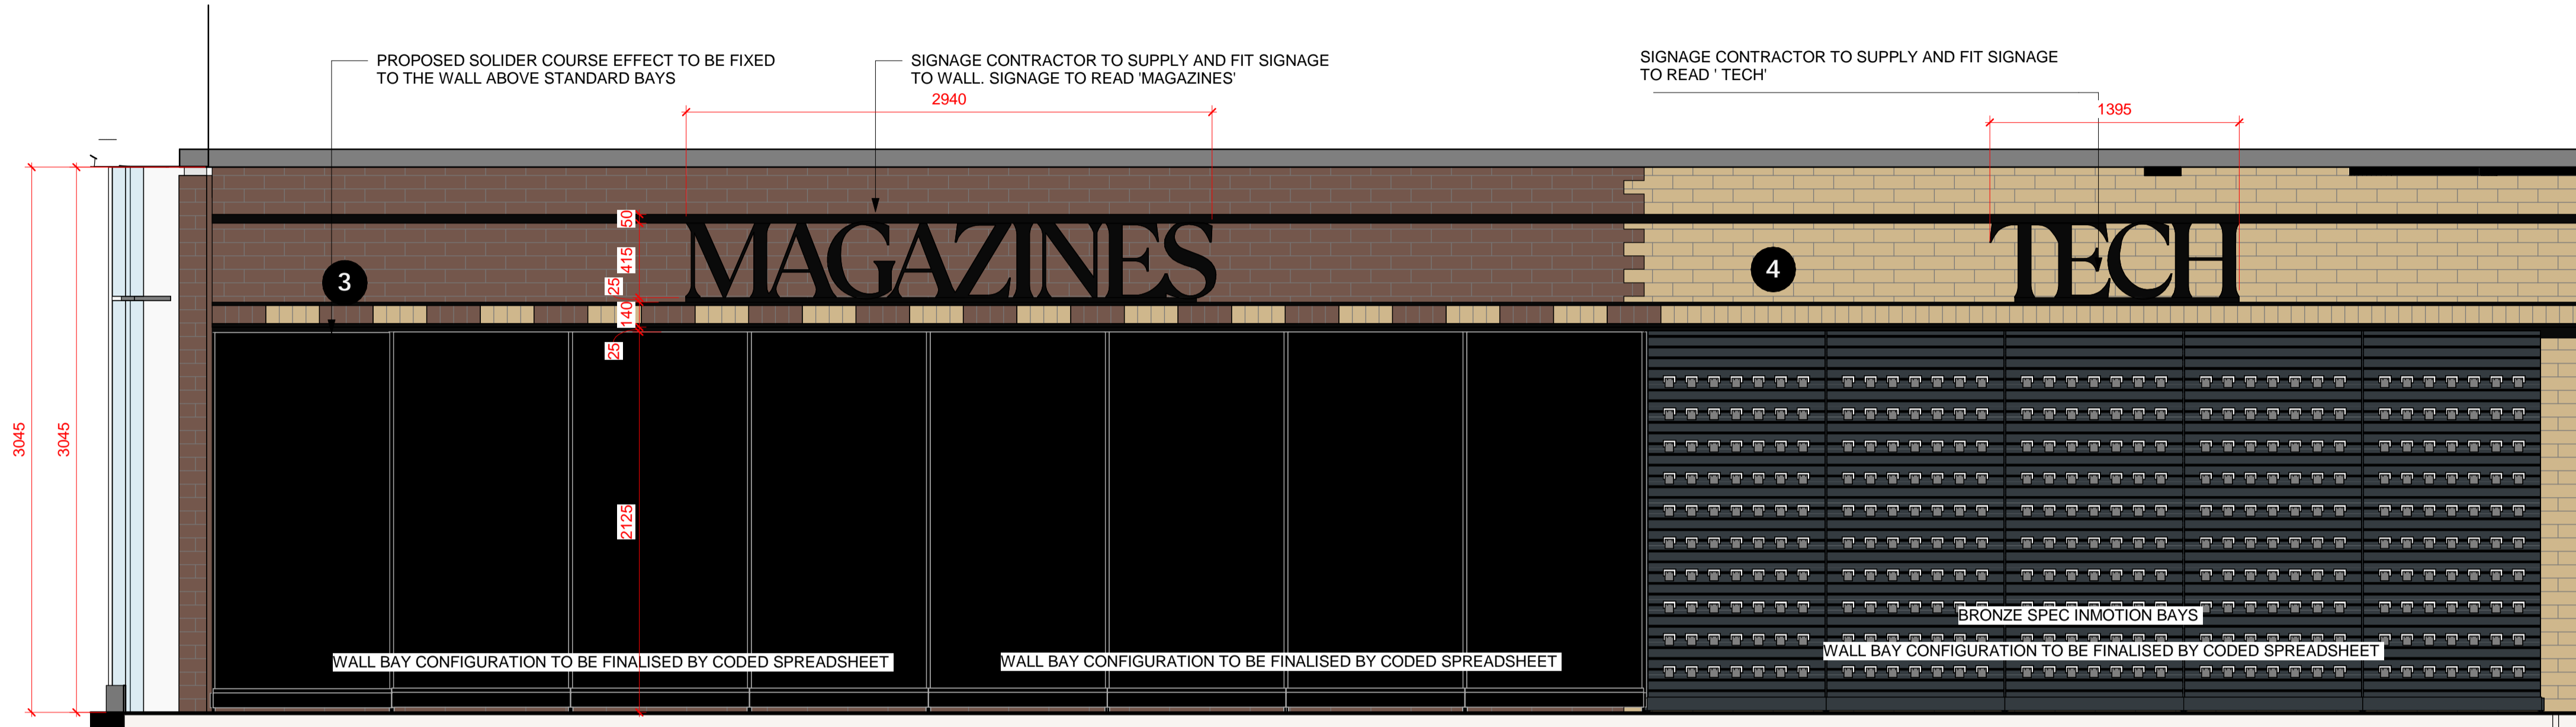 PROPOSED SOLIDER COURSE EFFECT TO BE FIXED
TO THE WALL ABOVE STANDARD BAYS
SIGNAGE CONTRACTOR TO SUPPLY AND FIT SIGNAGE
TO WALL. SIGNAGE TO READ 'MAGAZINES'
SIGNAGE CONTRACTOR TO SUPPLY AND FIT SIGNAGE
TO READ ' TECH'
2940
1395
50
MAGAZINES
TECH
415
3
4
25
140
25
3045
3045
2125
BRONZE SPEC INMOTION BAYS
WALL BAY CONFIGURATION TO BE FINALISED BY CODED SPREADSHEET
WALL BAY CONFIGURATION TO BE FINALISED BY CODED SPREADSHEET
WALL BAY CONFIGURATION TO BE FINALISED BY CODED SPREADSHEET